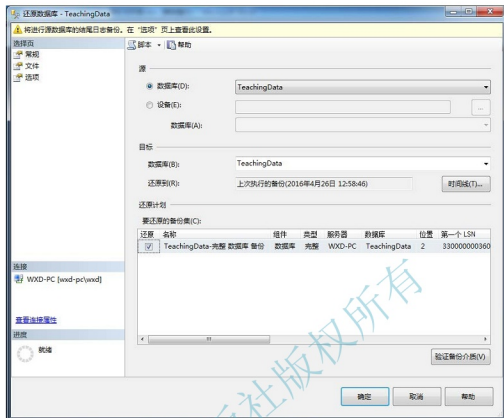 还原数据库 - TeachingData
将进行源数据库的结尾日志备份。在“选项”页上查看此设置。
选择页
常规
文件
选项
脚本
帮助
源
数据库(D):
TeachingData
设备(E):
...
数据库(A):
目标
数据库(B):
TeachingData
还原到(R):
上次执行的备份(2016年4月26日 12:58:46)
时间线(T)...
还原计划
要还原的备份集(C):
还原 名称 组件 类型 服务器 数据库 位置 第一个 LSN
TeachingData-完整 数据库 备份 数据库 完整 WXD-PC TeachingData 2 330000000360
连接
WXD-PC [wxd-pc\wxd]
查看连接属性
进度
就绪
验证备份介质(V)
确定 取消 帮助
社版权所有